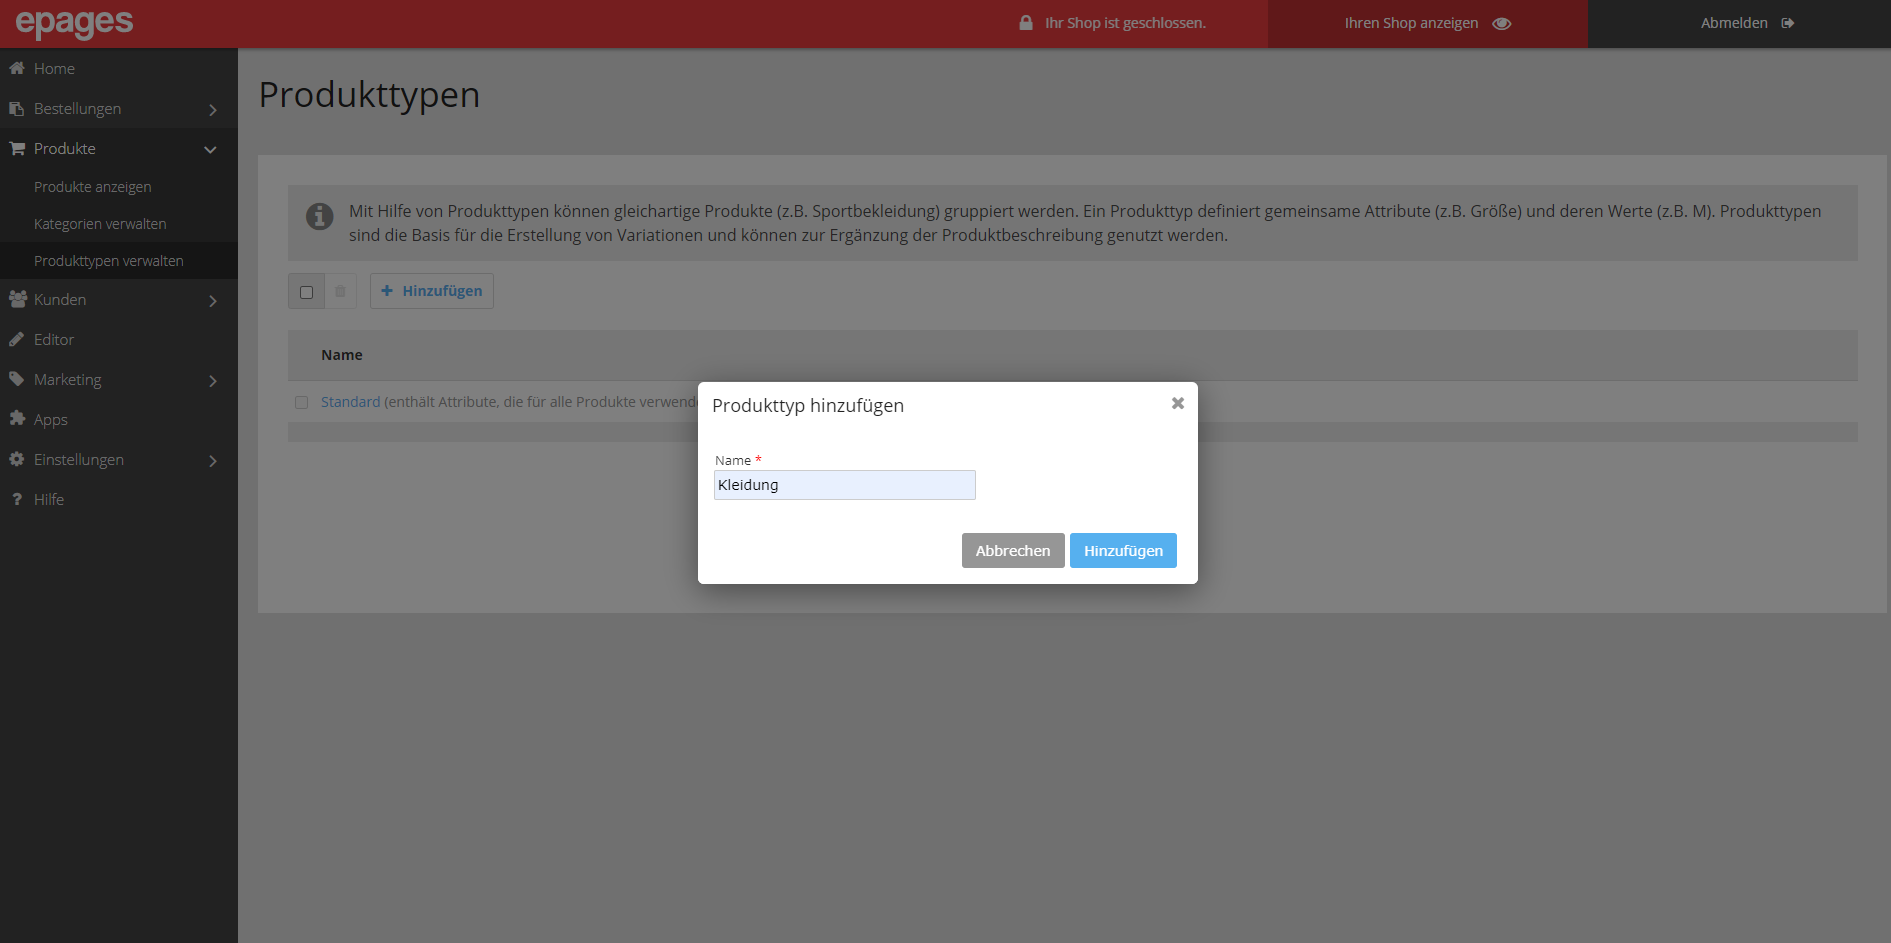 epages
Ihr Shop ist geschlossen.
Ihren Shop anzeigen
Abmelden
Home
Bestellungen
Produkte
Produkte anzeigen
Kategorien verwalten
Produkttypen verwalten
Kunden
Editor
Marketing
Apps
Einstellungen
? Hilfe
Produkttypen
Mit Hilfe von Produkttypen können gleichartige Produkte (z.B. Sportbekleidung) gruppiert werden. Ein Produkttyp definiert gemeinsame Attribute (z.B. Größe) und deren Werte (z.B. M). Produkttypen
sind die Basis für die Erstellung von Variationen und können zur Ergänzung der Produktbeschreibung genutzt werden.
+ Hinzufügen
Name
Standard (enthält Attribute, die für alle Produkte
Produkttyp hinzufügen
Name *
Kleidung
Abbrechen
Hinzufügen